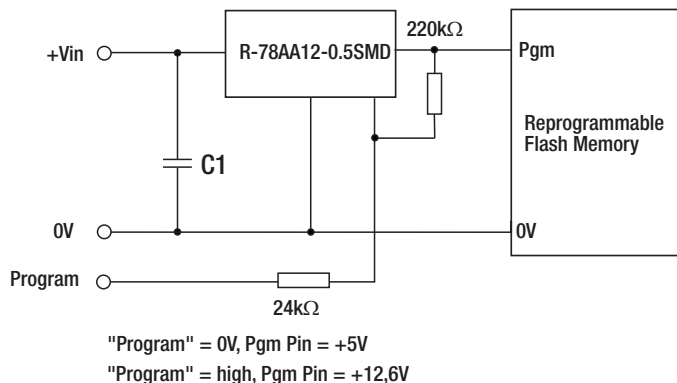 220kΩ
+Vin
R-78AA12-0.5SMD
Pgm
Reprogrammable
Flash Memory
C1
0V
0V
Program
24kΩ
"Program" = 0V, Pgm Pin = +5V
"Program" = high, Pgm Pin = +12,6V